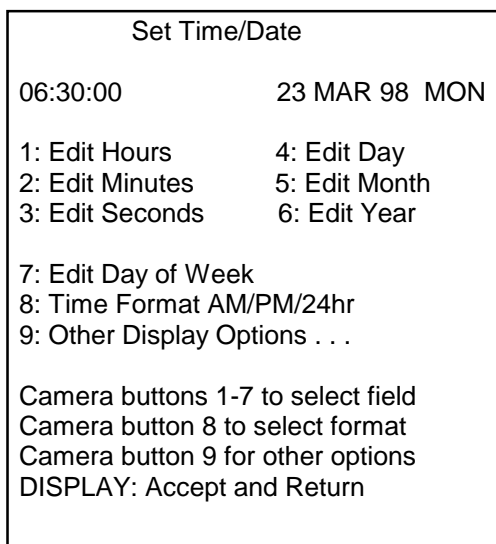 Set Time/Date
06:30:00 23 MAR 98 MON
1: Edit Hours 4: Edit Day
2: Edit Minutes 5: Edit Month
3: Edit Seconds 6: Edit Year
7: Edit Day of Week
8: Time Format AM/PM/24hr
9: Other Display Options . . .
Camera buttons 1-7 to select field
Camera button 8 to select format
Camera button 9 for other options
DISPLAY: Accept and Return